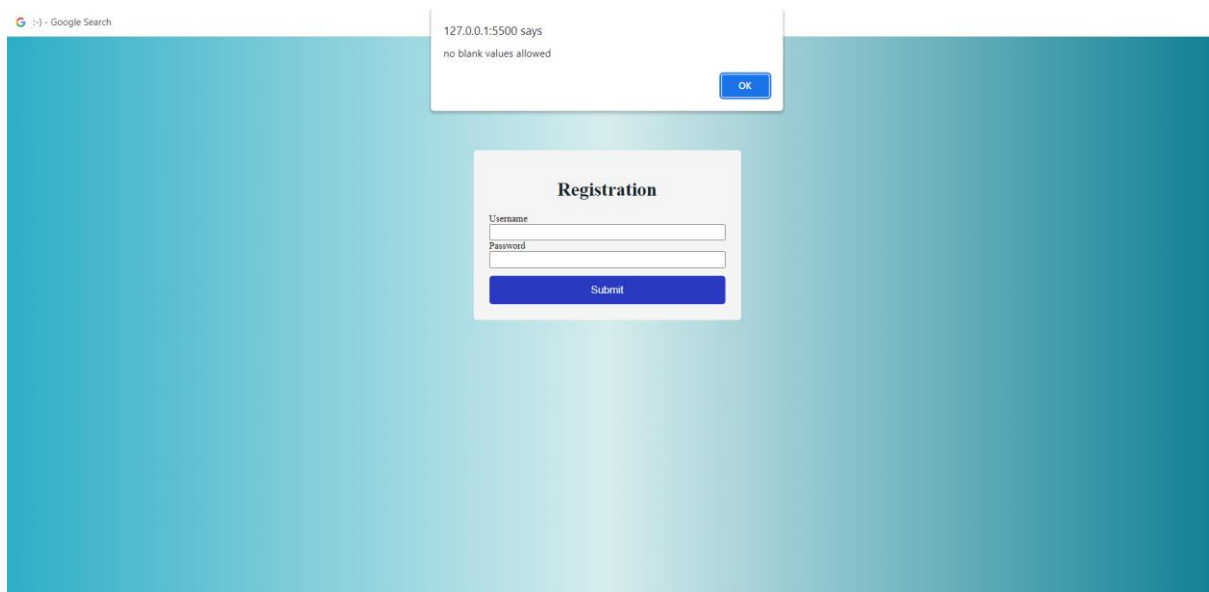 :-) - Google Search
127.0.0.1:5500 says
no blank values allowed
OK
Registration
Username
Password
Submit